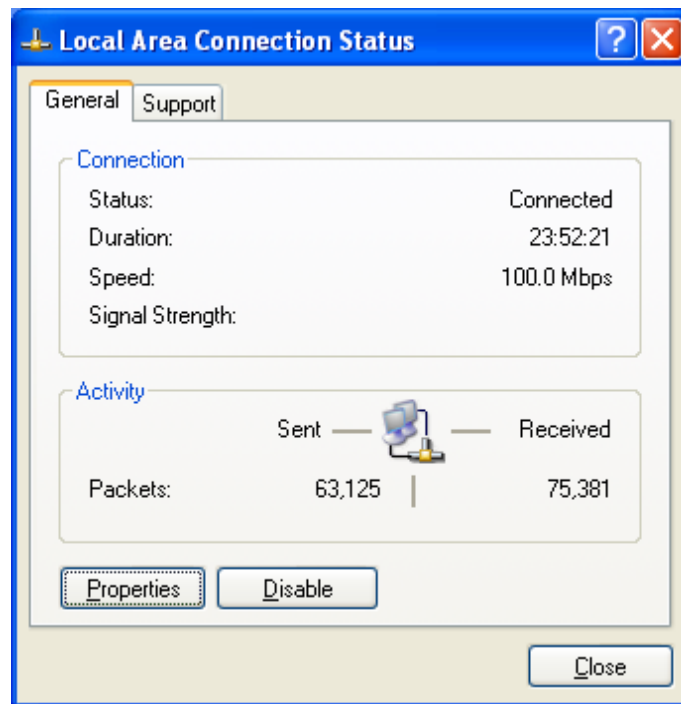 Local Area Connection Status
General Support
Connection
Status: Connected
Duration: 23:52:21
Speed: 100.0 Mbps
Signal Strength:
Activity
Sent Received
Packets: 63,125 75,381
Properties Disable
Close